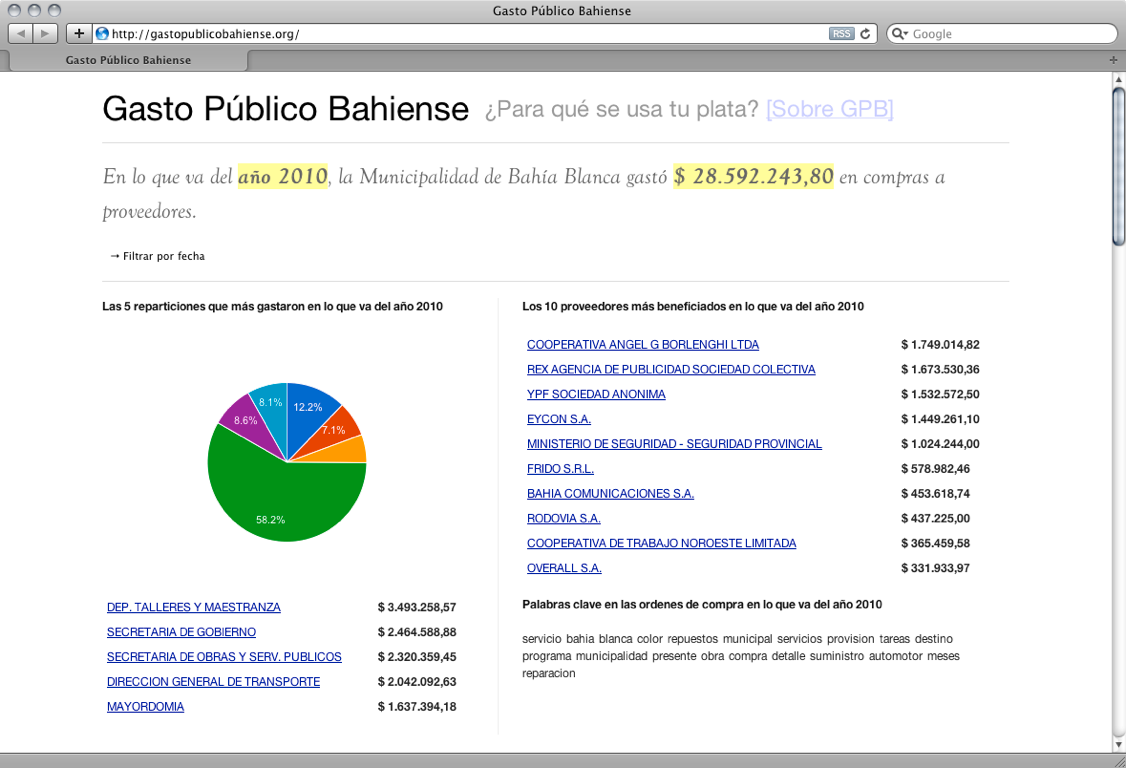 Gasto Público Bahiense
http://gastopublicobahiense.org/
RSS
Google
Gasto Público Bahiense
Gasto Público Bahiense ¿Para qué se usa tu plata? [Sobre GPB]
En lo que va del año 2010, la Municipalidad de Bahía Blanca gastó $ 28.592.243,80 en compras a
proveedores.
→ Filtrar por fecha
Las 5 reparticiones que más gastaron en lo que va del año 2010
8.1%
12.2%
8.6%
7.1%
58.2%
DEP. TALLERES Y MAESTRANZA $ 3.493.258,57
SECRETARIA DE GOBIERNO $ 2.464.588,88
SECRETARIA DE OBRAS Y SERV. PUBLICOS $ 2.320.359,45
DIRECCION GENERAL DE TRANSPORTE $ 2.042.092,63
MAYORDOMIA $ 1.637.394,18
Los 10 proveedores más beneficiados en lo que va del año 2010
COOPERATIVA ANGEL G BORLENGHI LTDA $ 1.749.014,82
REX AGENCIA DE PUBLICIDAD SOCIEDAD COLECTIVA $ 1.673.530,36
YPF SOCIEDAD ANONIMA $ 1.532.572,50
EYCON S.A. $ 1.449.261,10
MINISTERIO DE SEGURIDAD - SEGURIDAD PROVINCIAL $ 1.024.244,00
FRIDO S.R.L. $ 578.982,46
BAHIA COMUNICACIONES S.A. $ 453.618,74
RODOVIA S.A. $ 437.225,00
COOPERATIVA DE TRABAJO NOROESTE LIMITADA $ 365.459,58
OVERALL S.A. $ 331.933,97
Palabras clave en las ordenes de compra en lo que va del año 2010
servicio bahia blanca color repuestos municipal servicios provision tareas destino
programa municipalidad presente obra compra detalle suministro automotor meses
reparacion